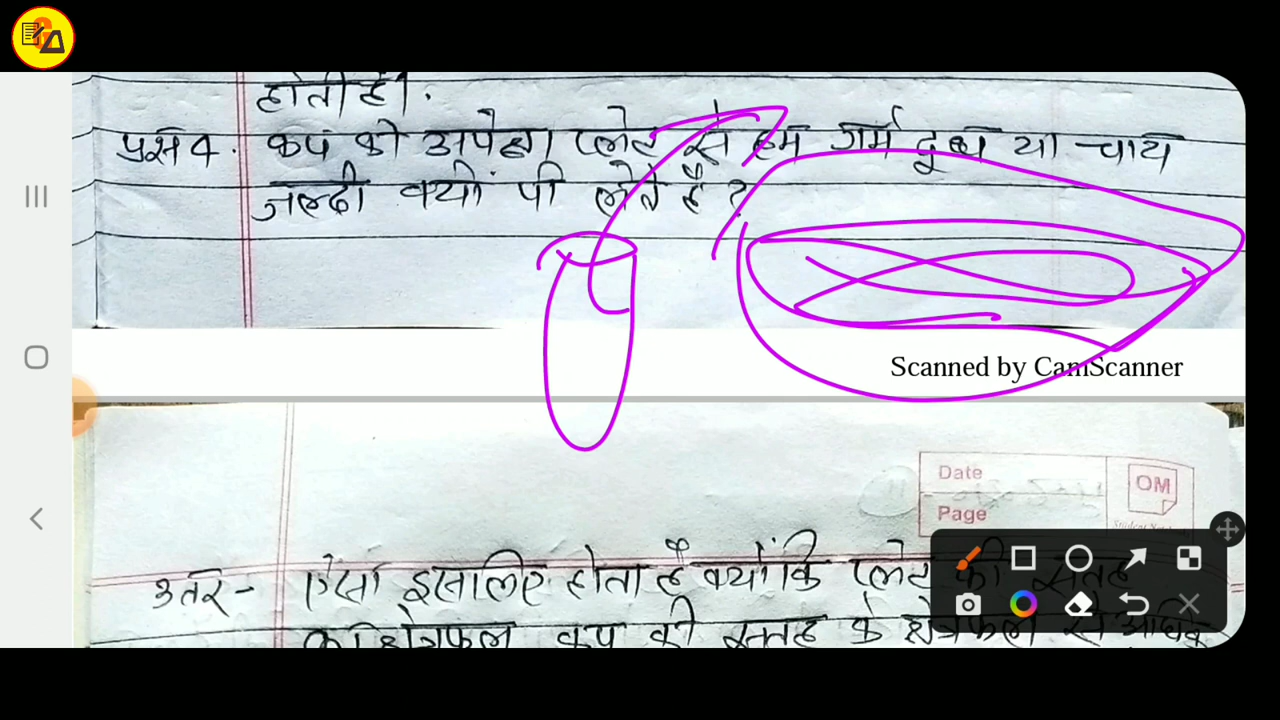 होती है।
प्रश्न 4. कप की अपेक्षा प्लेट से हम गर्म दूध या चाय
जल्दी क्यों पी लेते है ?
Scanned by CamScanner
Date
Page
OM
उत्तर - ऐसा इसलिए होता है क्योंकि प्लेट की सतह
का क्षेत्रफल कप की सतह के क्षेत्रफल से अधिक